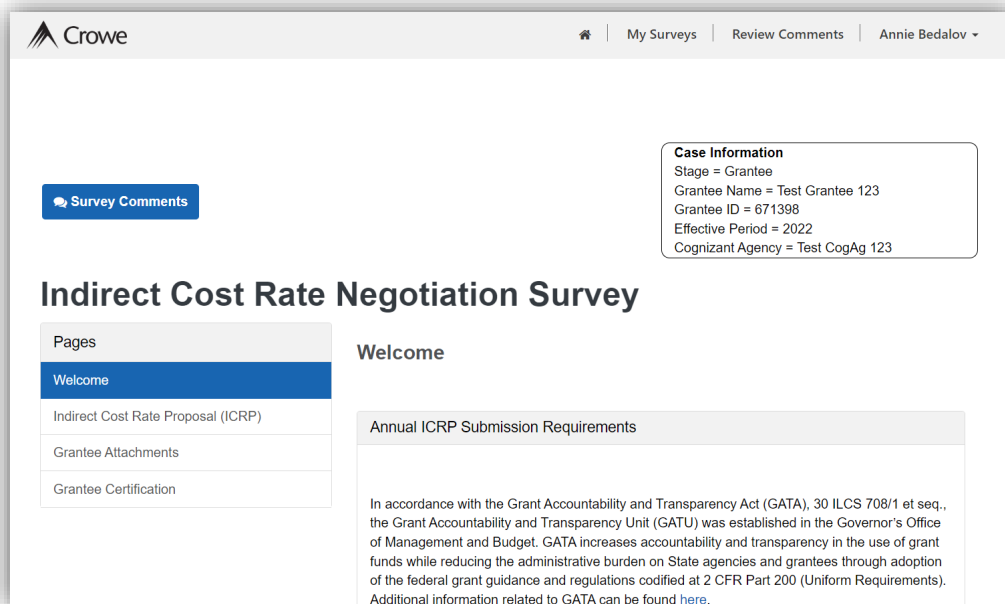 Crowe
My Surveys
Review Comments
Annie Bedalov
Survey Comments
Case Information
Stage = Grantee
Grantee Name = Test Grantee 123
Grantee ID = 671398
Effective Period = 2022
Cognizant Agency = Test CogAg 123
Indirect Cost Rate Negotiation Survey
Pages
Welcome
Indirect Cost Rate Proposal (ICRP)
Grantee Attachments
Grantee Certification
Welcome
Annual ICRP Submission Requirements
In accordance with the Grant Accountability and Transparency Act (GATA), 30 ILCS 708/1 et seq.,
the Grant Accountability and Transparency Unit (GATU) was established in the Governor's Office
of Management and Budget. GATA increases accountability and transparency in the use of grant
funds while reducing the administrative burden on State agencies and grantees through adoption
of the federal grant guidance and regulations codified at 2 CFR Part 200 (Uniform Requirements).
Additional information related to GATA can be found here.